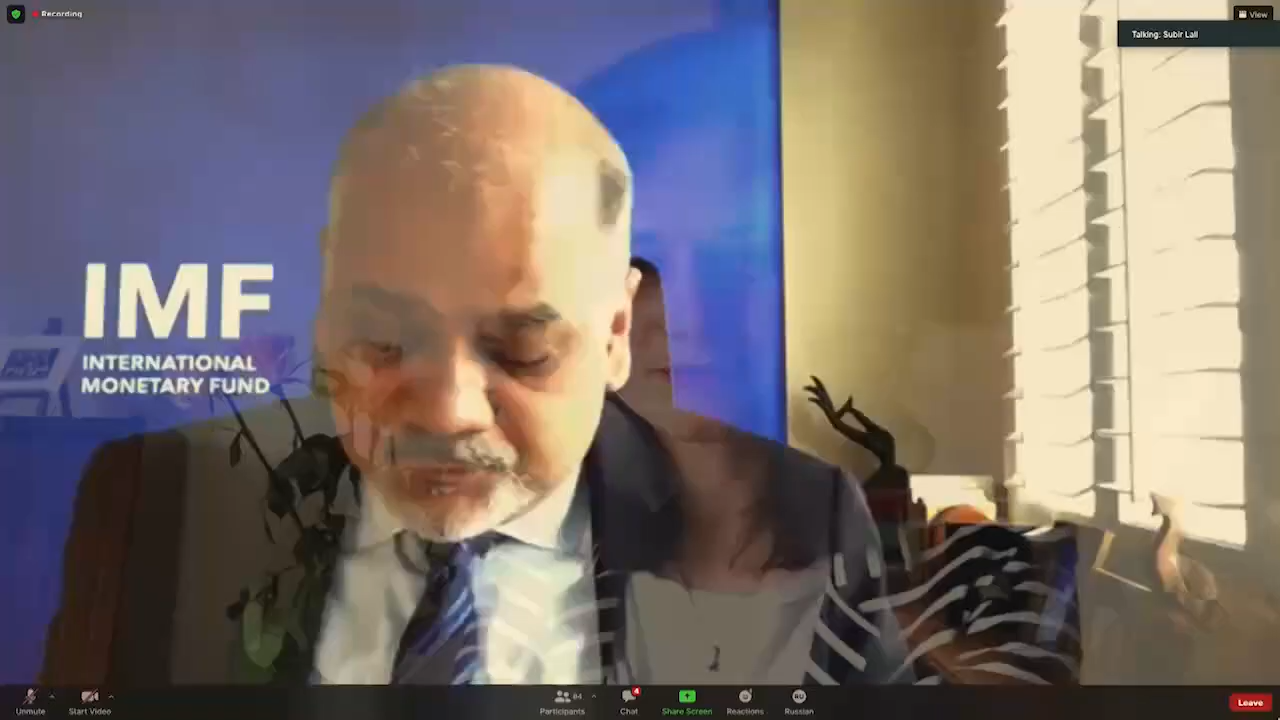 Recording
View
Talking: Subir Lall
IMF
INTERNATIONAL
MONETARY FUND
Unmute
Start Video
84
Participants
4
Chat
Share Screen
Reactions
RU
Russian
Leave